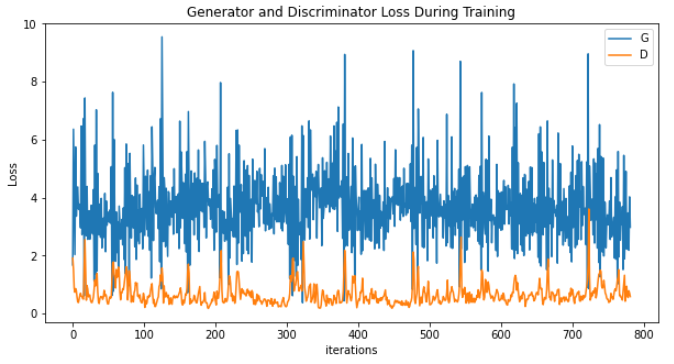 Generator and Discriminator Loss During Training
10
8
6
4
2
0
Loss
G
D
0 100 200 300 400 500 600 700 800
iterations